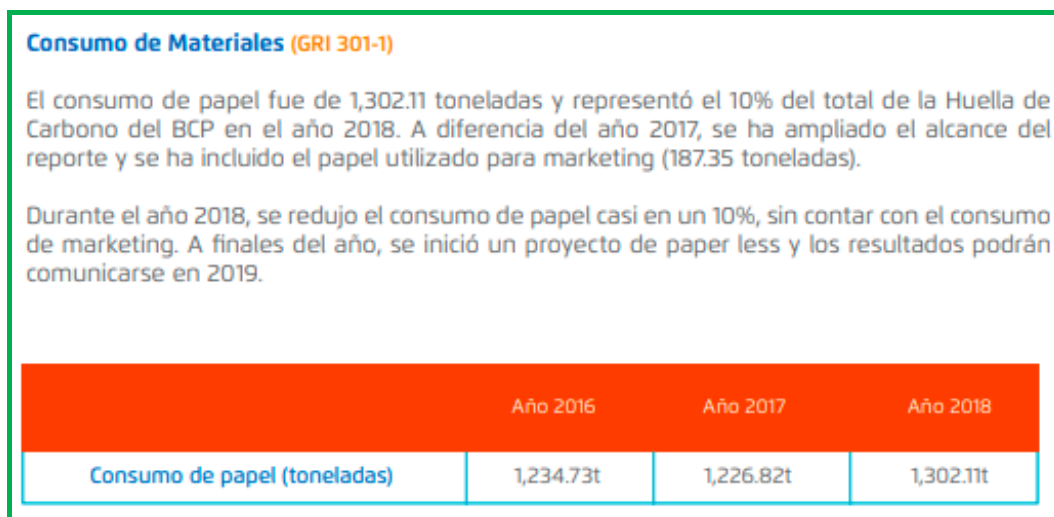 Consumo de Materiales (GRI 301-1)
El consumo de papel fue de 1,302.11 toneladas y representó el 10% del total de la Huella de
Carbono del BCP en el año 2018. A diferencia del año 2017, se ha ampliado el alcance del
reporte y se ha incluido el papel utilizado para marketing (187.35 toneladas).
Durante el año 2018, se redujo el consumo de papel casi en un 10%, sin contar con el consumo
de marketing. A finales del año, se inició un proyecto de paper less y los resultados podrán
comunicarse en 2019.
Año 2016 Año 2017 Año 2018
Consumo de papel (toneladas) 1,234.73t 1,226.82t 1,302.11t